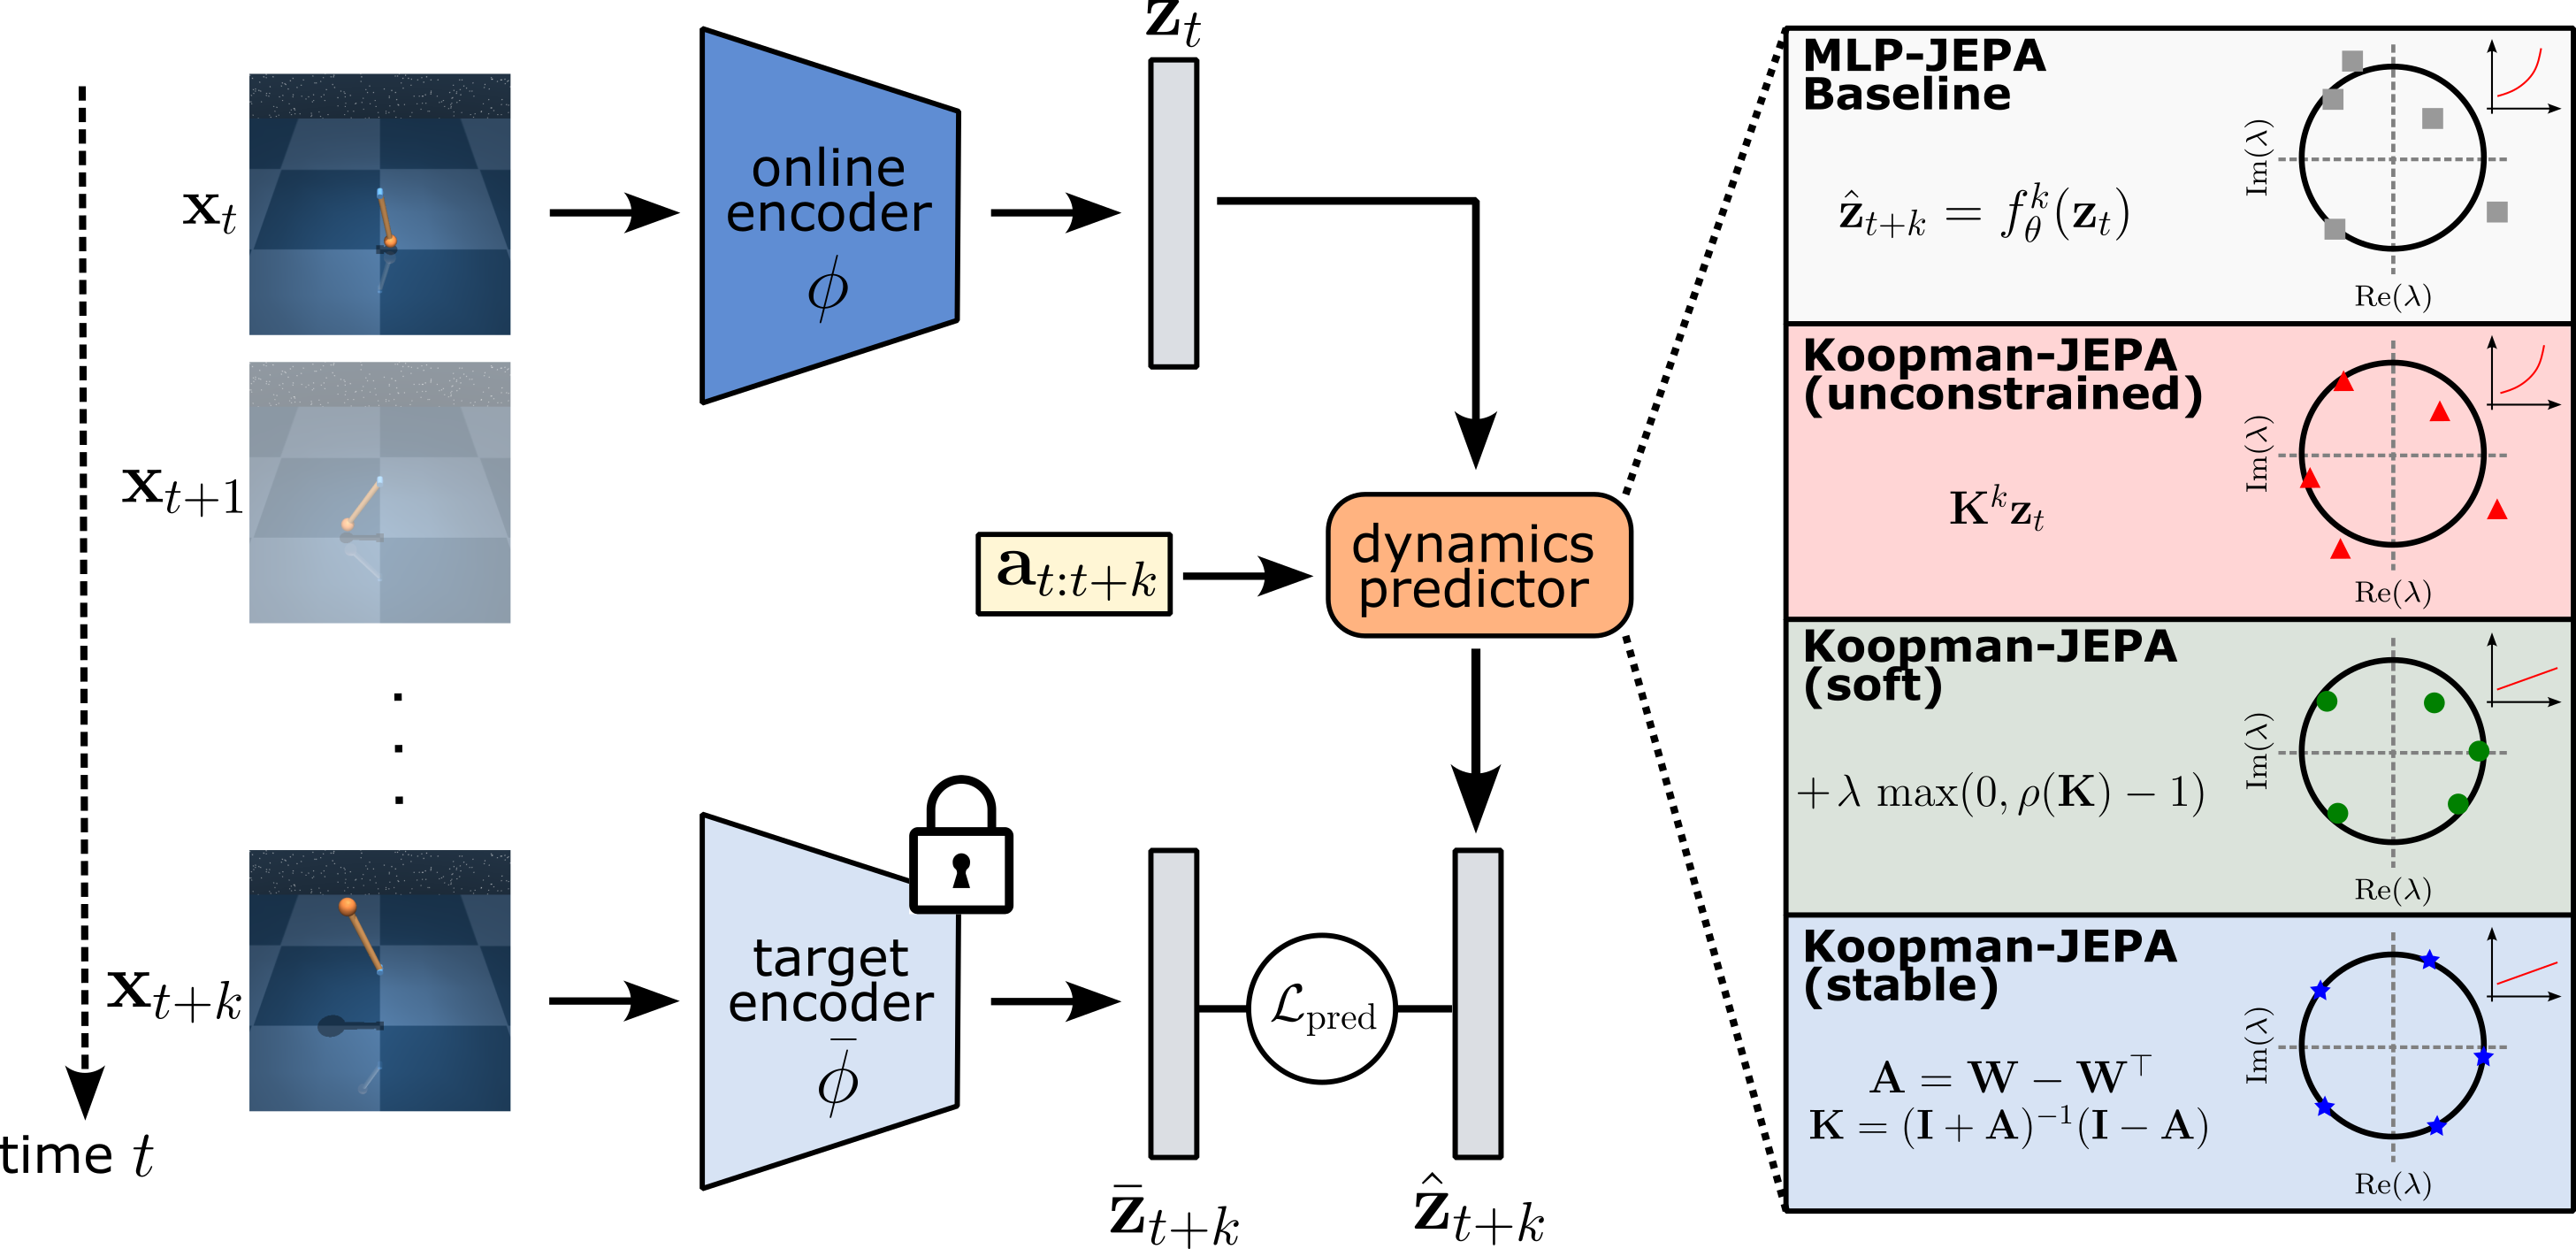 z_t
x_t
online
encoder
ϕ
x_{t+1}
a_{t:t+k}
dynamics
predictor
.
.
.
x_{t+k}
target
encoder
ϕ̄
ℒ_pred
time t
z̄_{t+k}
ẑ_{t+k}
MLP-JEPA
Baseline
ẑ_{t+k} = f_θ^k(z_t)
Im(λ)
Re(λ)
Koopman-JEPA
(unconstrained)
K^k z_t
Im(λ)
Re(λ)
Koopman-JEPA
(soft)
+ λ max(0, ρ(K) − 1)
Im(λ)
Re(λ)
Koopman-JEPA
(stable)
A = W − W^⊤
K = (I + A)^{−1}(I − A)
Im(λ)
Re(λ)